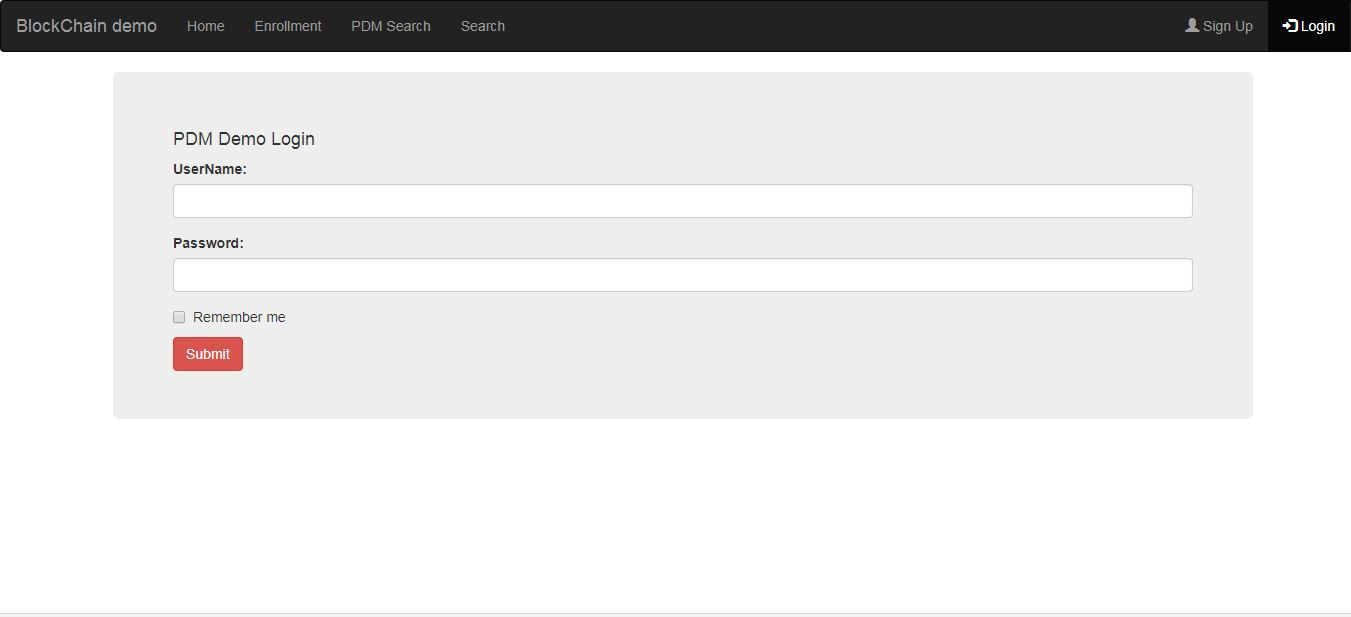 BlockChain demo Home Enrollment PDM Search Search Sign Up Login
PDM Demo Login
UserName:
Password:
Remember me
Submit